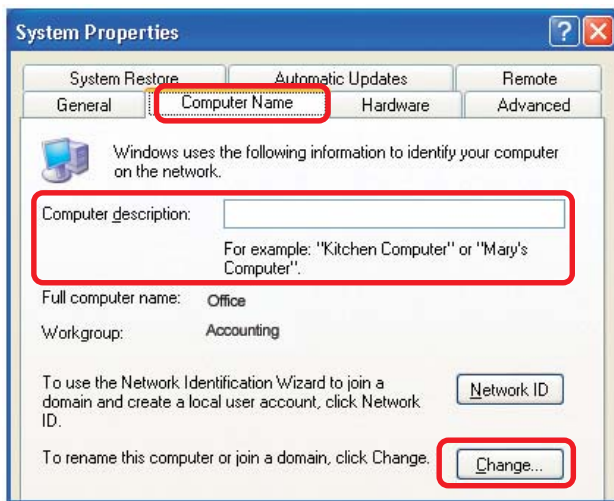 System Properties
System Restore Automatic Updates Remote
General Computer Name Hardware Advanced
Windows uses the following information to identify your computer
on the network.
Computer description:
For example: "Kitchen Computer" or "Mary's
Computer".
Full computer name: Office
Workgroup: Accounting
To use the Network Identification Wizard to join a
domain and create a local user account, click Network
ID.
Network ID
To rename this computer or join a domain, click Change.
Change...